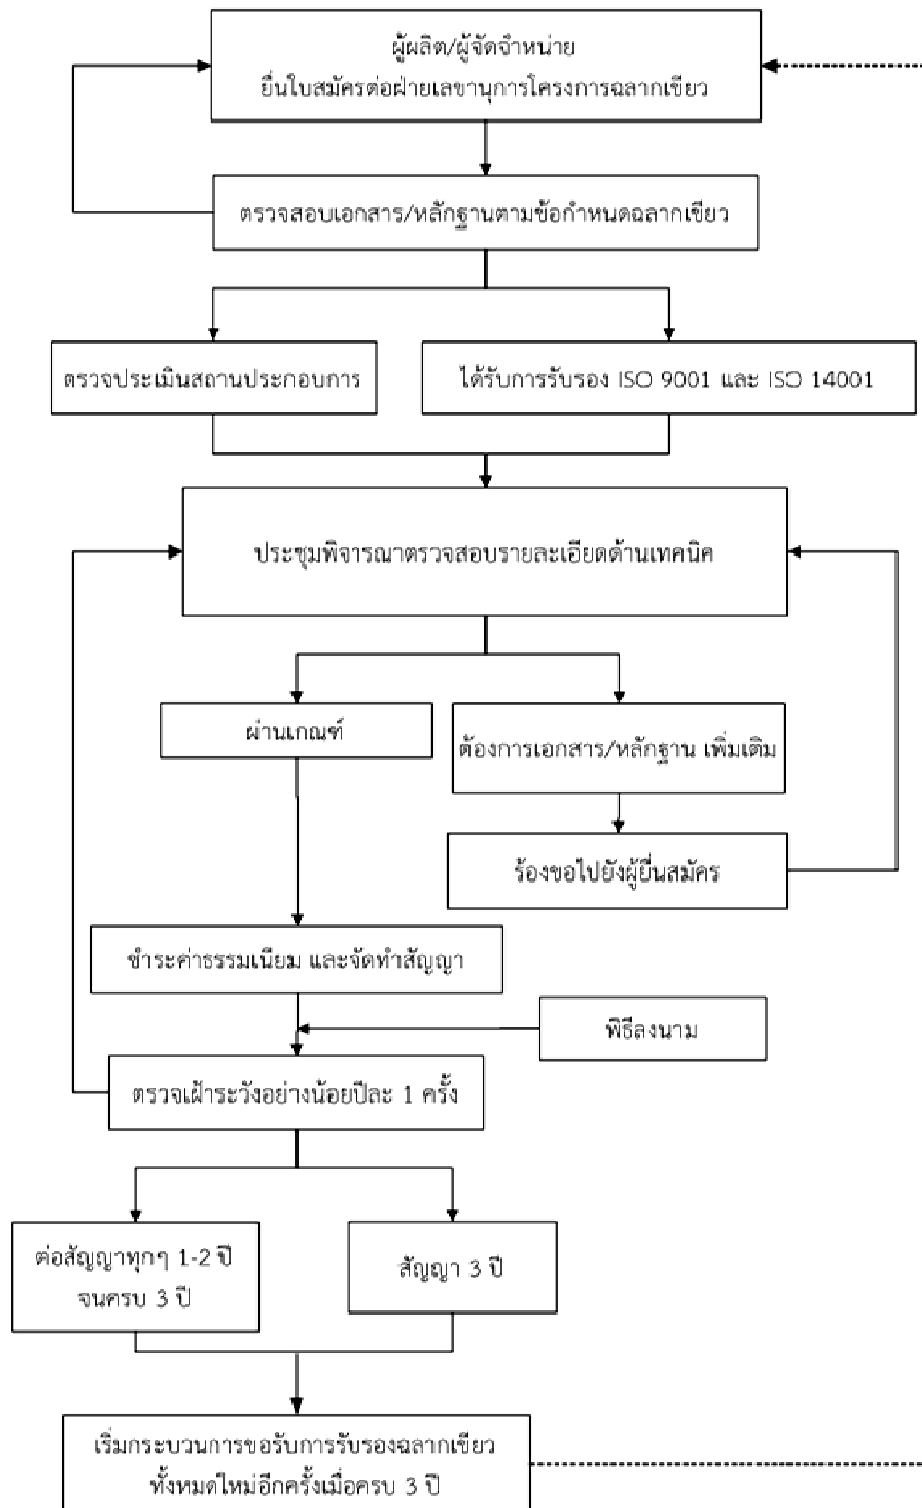 ผู้ผลิต/ผู้จัดจำหน่าย
ยื่นใบสมัครต่อฝ่ายเลขานุการโครงการฉลากเขียว
ตรวจสอบเอกสาร/หลักฐานตามข้อกำหนดฉลากเขียว
ตรวจประเมินสถานประกอบการ
ได้รับการรับรอง ISO 9001 และ ISO 14001
ประชุมพิจารณาตรวจสอบรายละเอียดด้านเทคนิค
ผ่านเกณฑ์
ต้องการเอกสาร/หลักฐาน เพิ่มเติม
ร้องขอไปยังผู้ยื่นสมัคร
ชำระค่าธรรมเนียม และจัดทำสัญญา
พิธีลงนาม
ตรวจเฝ้าระวังอย่างน้อยปีละ 1 ครั้ง
ต่อสัญญาทุกๆ 1-2 ปี
จนครบ 3 ปี
สัญญา 3 ปี
เริ่มกระบวนการขอรับการรับรองฉลากเขียว
ทั้งหมดใหม่อีกครั้งเมื่อครบ 3 ปี